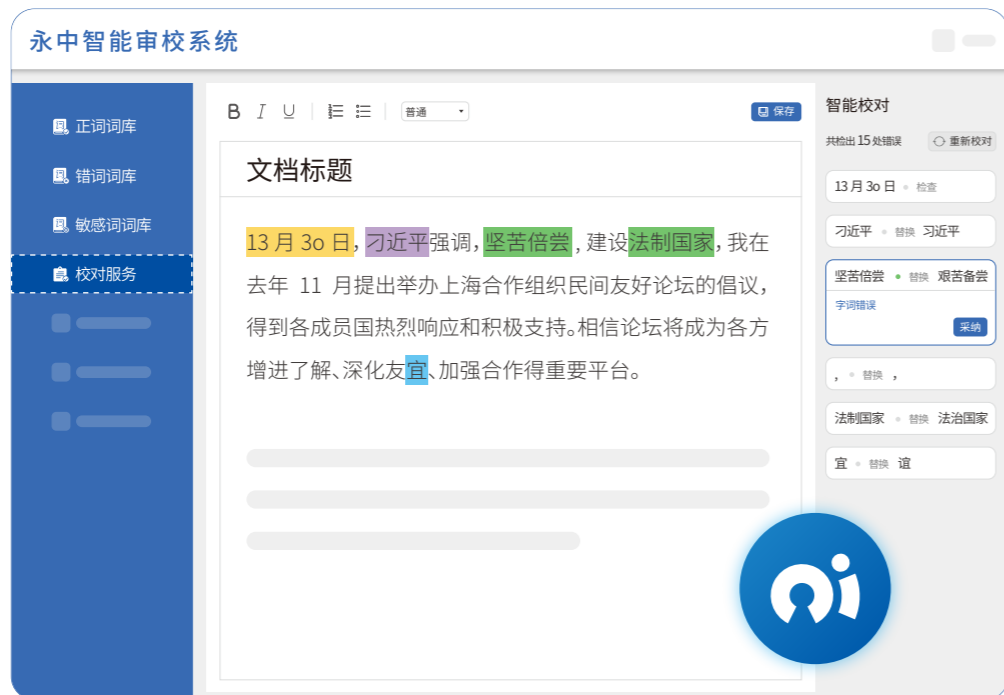 永中智能审校系统
正词词库
错词词库
敏感词词库
校对服务
B I U 普通 保存
文档标题
13 月 3o 日，刁近平强调，坚苦倍尝 , 建设法制国家，我在
去年 11 月提出举办上海合作组织民间友好论坛的倡议，
得到各成员国热烈响应和积极支持。相信论坛将成为各方
增进了解、深化友宜、加强合作得重要平台。
智能校对
共检出 15 处错误 重新校对
13 月 3o 日 检查
刁近平 替换 习近平
坚苦倍尝 替换 艰苦备尝
字词错误
采纳
, 替换 ，
法制国家 替换 法治国家
宜 替换 谊